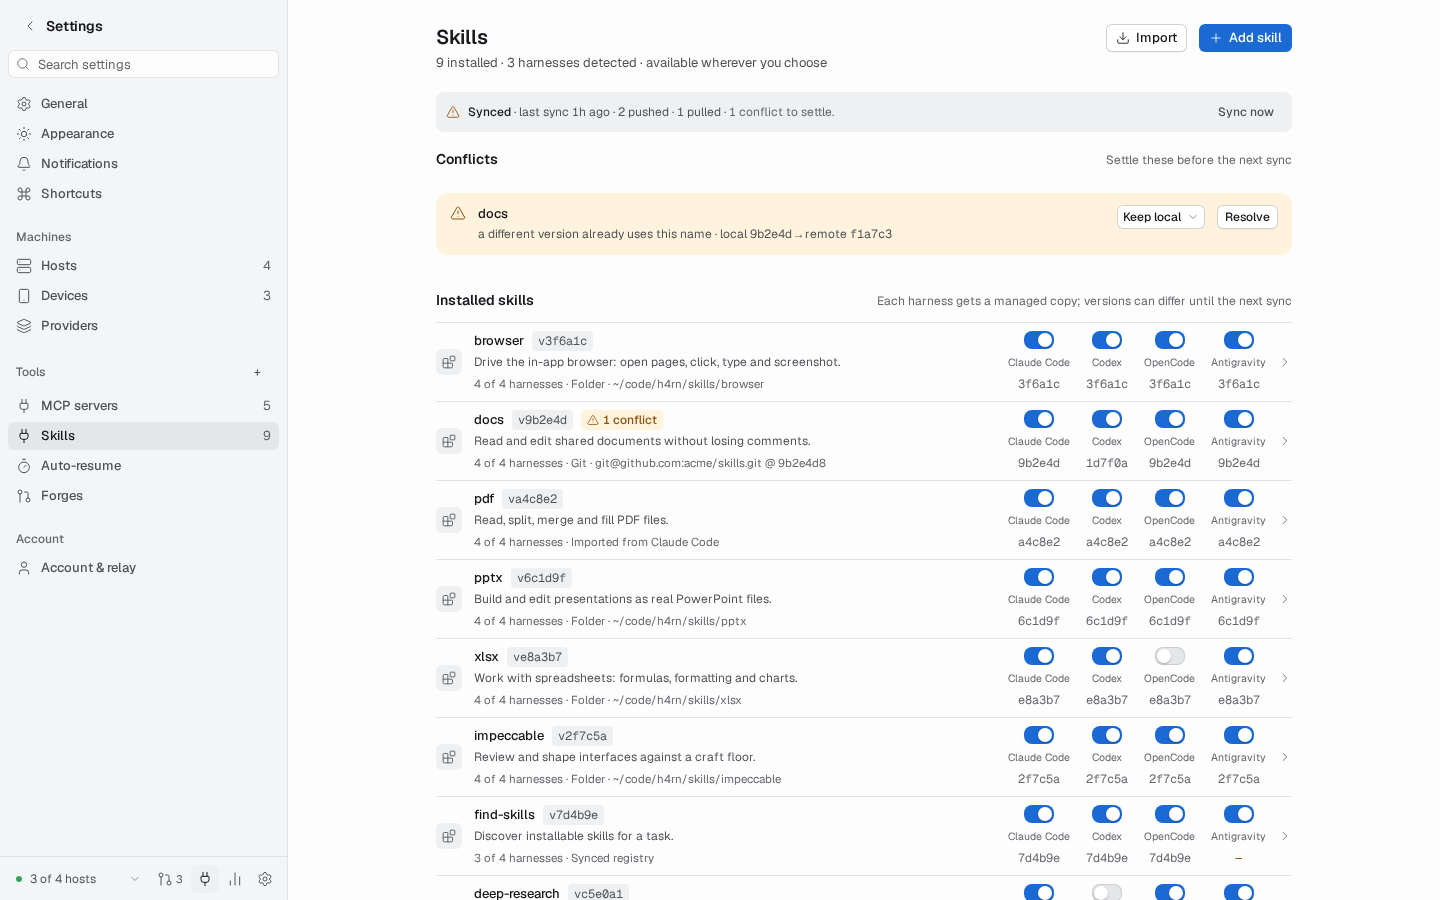 Settings
Search settings
General
Appearance
Notifications
Shortcuts
Machines
Hosts 4
Devices 3
Providers
Tools +
MCP servers 5
Skills 9
Auto-resume
Forges
Account
Account & relay
3 of 4 hosts 3
Skills
Import
Add skill
9 installed · 3 harnesses detected · available wherever you choose
Synced · last sync 1h ago · 2 pushed · 1 pulled · 1 conflict to settle.
Sync now
Conflicts
Settle these before the next sync
docs
a different version already uses this name · local 9b2e4d → remote f1a7c3
Keep local
Resolve
Installed skills
Each harness gets a managed copy; versions can differ until the next sync
browser v3f6a1c
Drive the in-app browser: open pages, click, type and screenshot.
4 of 4 harnesses · Folder · ~/code/h4rn/skills/browser
Claude Code Codex OpenCode Antigravity
3f6a1c 3f6a1c 3f6a1c 3f6a1c
docs v9b2e4d 1 conflict
Read and edit shared documents without losing comments.
4 of 4 harnesses · Git · git@github.com:acme/skills.git @ 9b2e4d8
Claude Code Codex OpenCode Antigravity
9b2e4d 1d7f0a 9b2e4d 9b2e4d
pdf va4c8e2
Read, split, merge and fill PDF files.
4 of 4 harnesses · Imported from Claude Code
Claude Code Codex OpenCode Antigravity
a4c8e2 a4c8e2 a4c8e2 a4c8e2
pptx v6c1d9f
Build and edit presentations as real PowerPoint files.
4 of 4 harnesses · Folder · ~/code/h4rn/skills/pptx
Claude Code Codex OpenCode Antigravity
6c1d9f 6c1d9f 6c1d9f 6c1d9f
xlsx ve8a3b7
Work with spreadsheets: formulas, formatting and charts.
4 of 4 harnesses · Folder · ~/code/h4rn/skills/xlsx
Claude Code Codex OpenCode Antigravity
e8a3b7 e8a3b7 e8a3b7 e8a3b7
impeccable v2f7c5a
Review and shape interfaces against a craft floor.
4 of 4 harnesses · Folder · ~/code/h4rn/skills/impeccable
Claude Code Codex OpenCode Antigravity
2f7c5a 2f7c5a 2f7c5a 2f7c5a
find-skills v7d4b9e
Discover installable skills for a task.
3 of 4 harnesses · Synced registry
Claude Code Codex OpenCode Antigravity
7d4b9e 7d4b9e 7d4b9e –
deep-research vc5e0a1